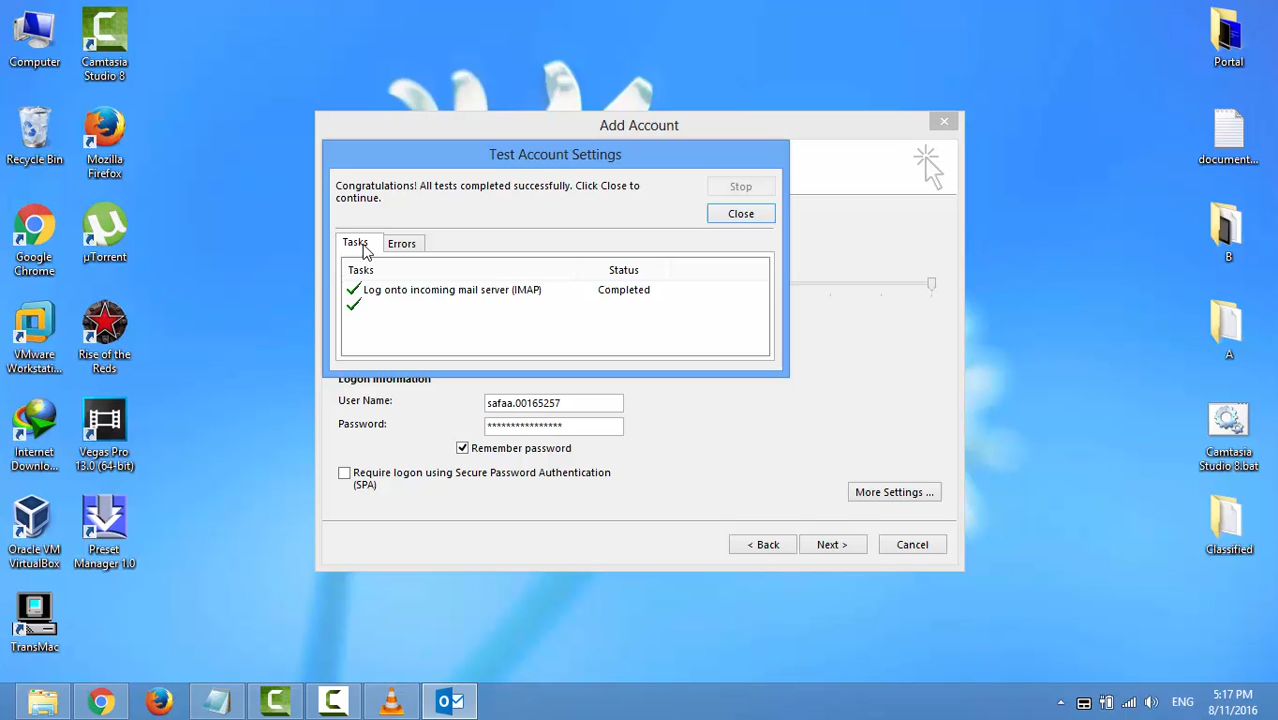 Computer
Camtasia
Studio 8
Recycle Bin
Mozilla
Firefox
Google
Chrome
µTorrent
VMware
Workstati...
Rise of the
Reds
Internet
Downlo...
Vegas Pro
13.0 (64-bit)
Oracle VM
VirtualBox
Preset
Manager 1.0
TransMac
Add Account
Test Account Settings
Congratulations! All tests completed successfully. Click Close to
continue.
Stop
Close
Tasks
Errors
Tasks
Status
Log onto incoming mail server (IMAP)
Completed
Logon Information
User Name:
safaa.00165257
Password:
****************
Remember password
Require logon using Secure Password Authentication
(SPA)
More Settings ...
< Back
Next >
Cancel
Portal
document...
B
A
Camtasia
Studio 8.bat
Classified
ENG
5:17 PM
8/11/2016